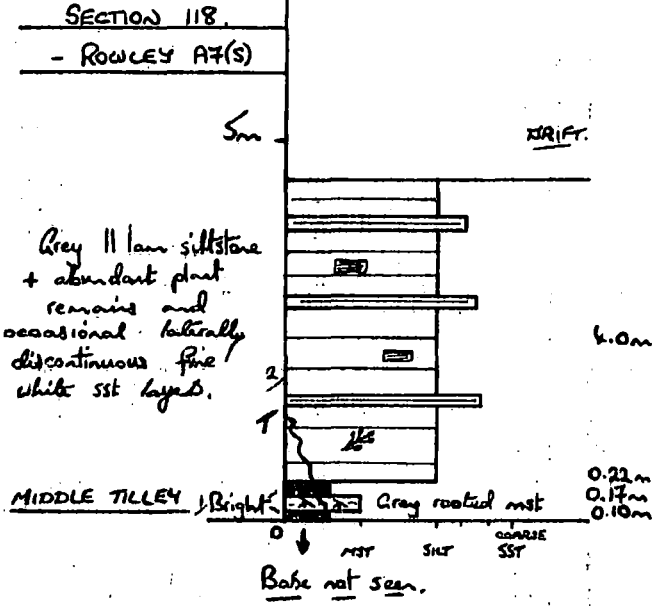 SECTION 118.
- ROWLEY A7(S)
5m
DRIFT.
Grey || lam siltstone
+ abundant plant
remains and
occasional laterally
discontinuous fine
white sst layers.
4.0m
2
T
0.22m
MIDDLE TILLEY
Bright
Grey rooted mst
0.17m
0.10m
0
MST
SILT
COARSE
SST
Base not seen.